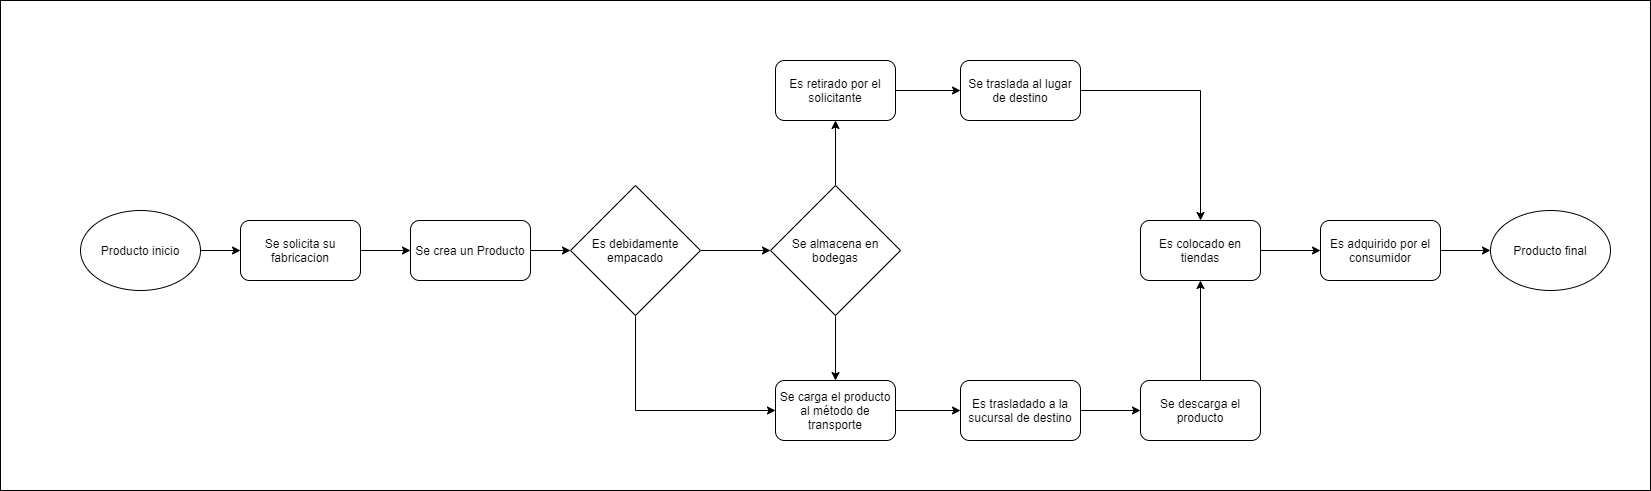 Producto inicio
Se solicita su
fabricacion
Se crea un Producto
Es debidamente
empacado
Se almacena en
bodegas
Es retirado por el
solicitante
Se traslada al lugar
de destino
Se carga el producto
al método de
transporte
Es trasladado a la
sucursal de destino
Se descarga el
producto
Es colocado en
tiendas
Es adquirido por el
consumidor
Producto final